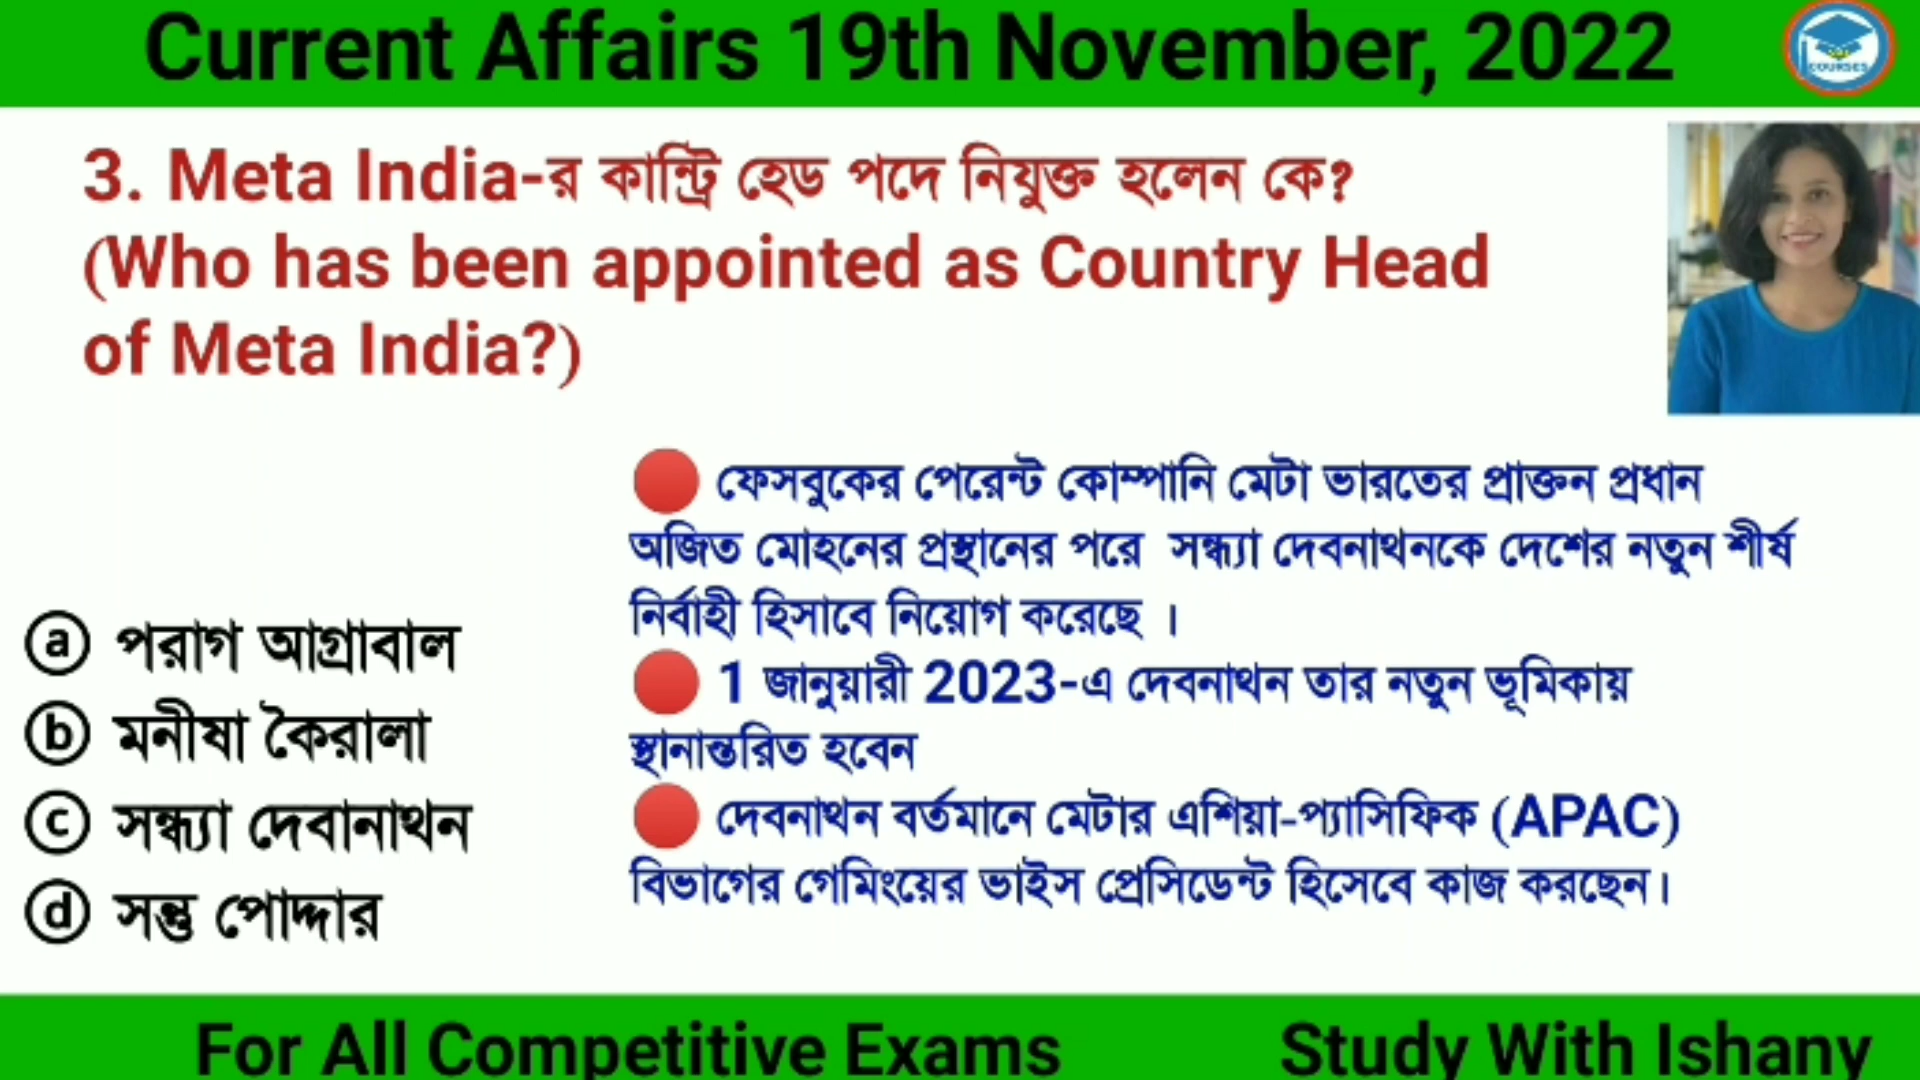 Current Affairs 19th November, 2022
COURSES
3. Meta India-র কান্ট্রি হেড পদে নিযুক্ত হলেন কে?
(Who has been appointed as Country Head
of Meta India?)
ⓐ পরাগ আগ্রাবাল
ⓑ মনীষা কৈরালা
ⓒ সন্ধ্যা দেবানাথন
ⓓ সন্তু পোদ্দার
🔴 ফেসবুকের পেরেন্ট কোম্পানি মেটা ভারতের প্রাক্তন প্রধান
অজিত মোহনের প্রস্থানের পরে সন্ধ্যা দেবনাথনকে দেশের নতুন শীর্ষ
নির্বাহী হিসাবে নিয়োগ করেছে ।
🔴 1 জানুয়ারী 2023-এ দেবনাথন তার নতুন ভূমিকায়
স্থানান্তরিত হবেন
🔴 দেবনাথন বর্তমানে মেটার এশিয়া-প্যাসিফিক (APAC)
বিভাগের গেমিংয়ের ভাইস প্রেসিডেন্ট হিসেবে কাজ করছেন।
For All Competitive Exams
Study With Ishany